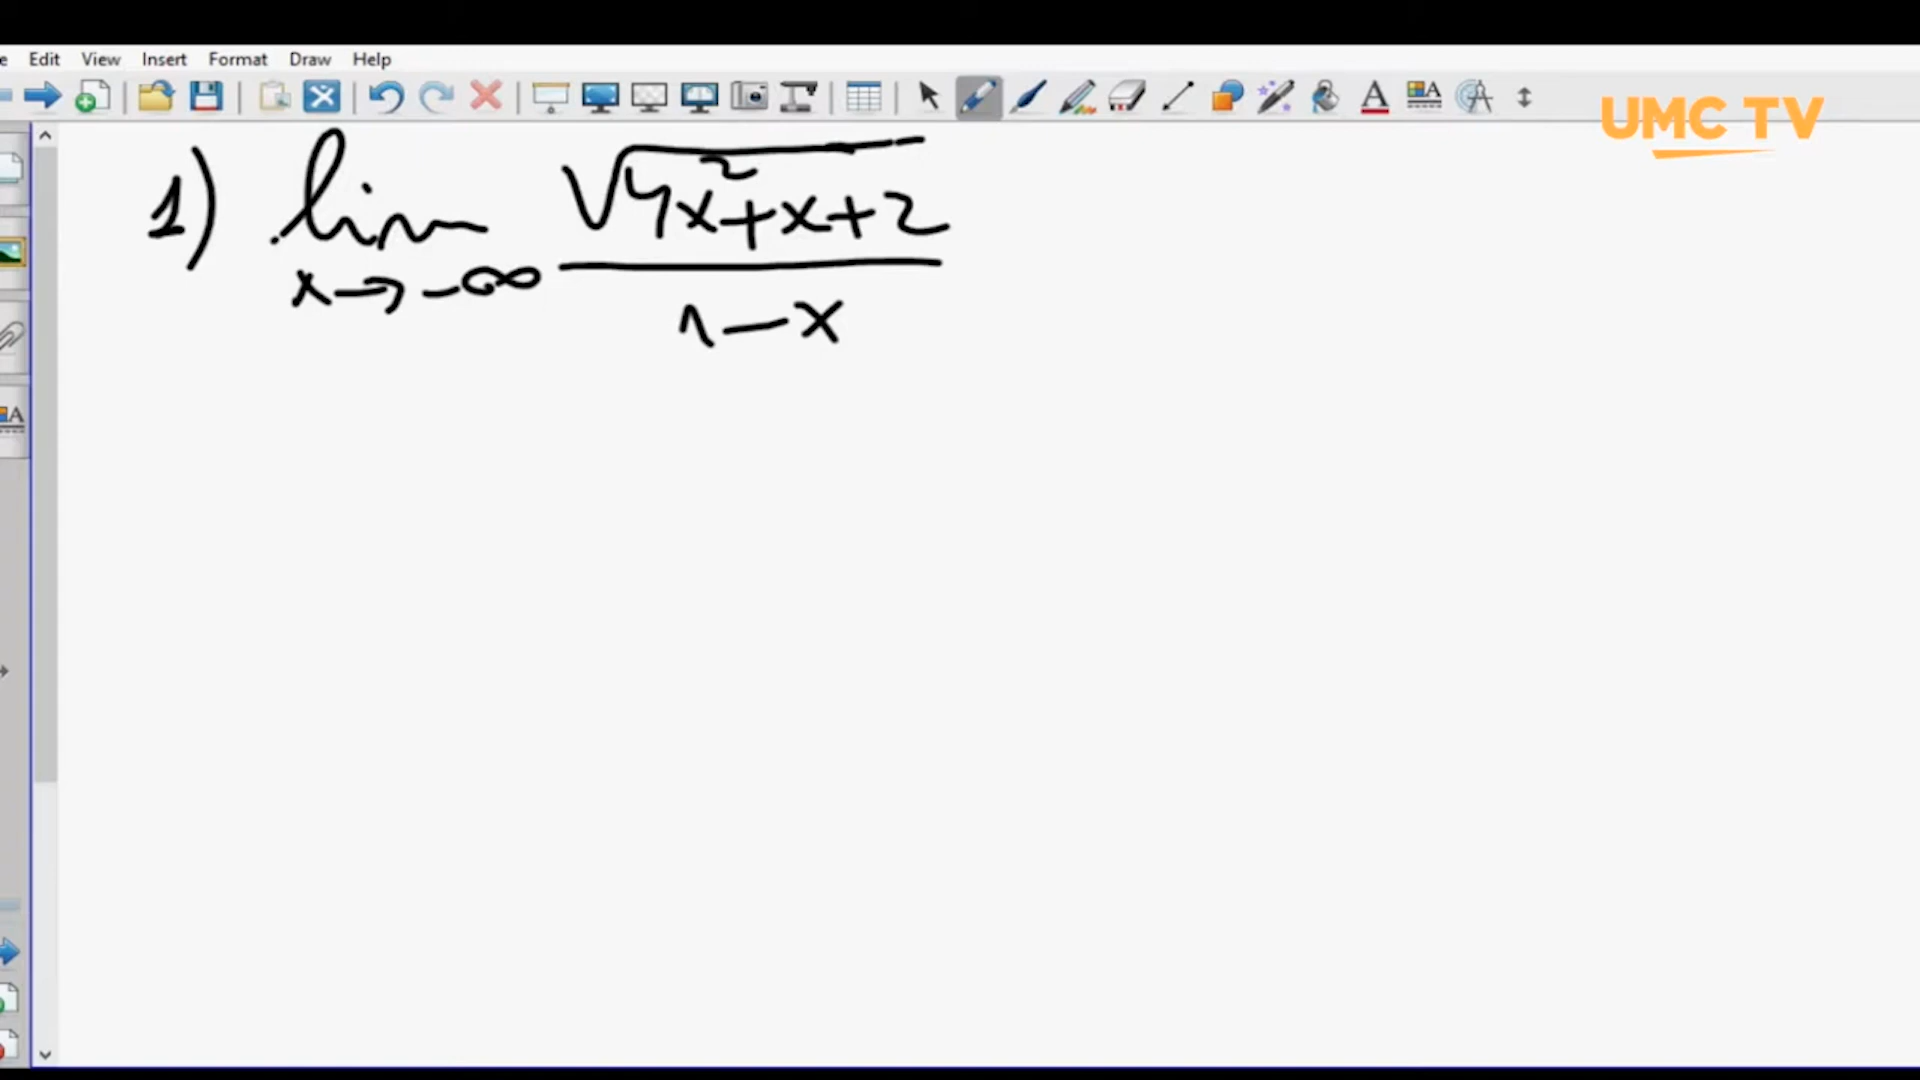 e Edit View Insert Format Draw Help
UMC TV
1) lim √4x²+x+2
x→-∞
1-x